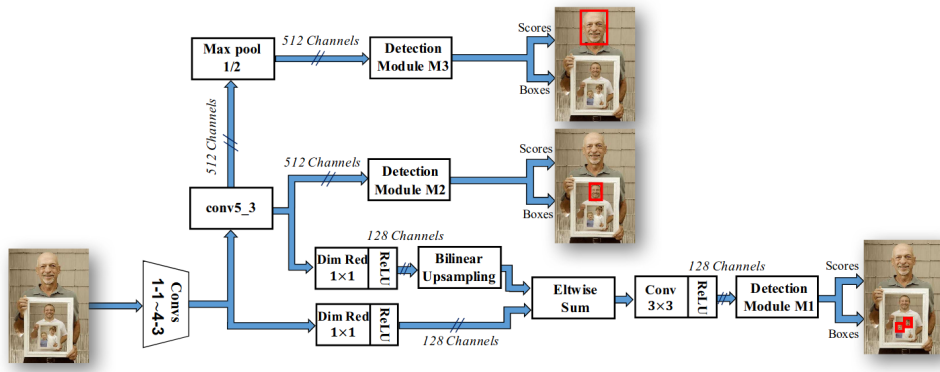 512 Channels
Max pool
1/2
Detection
Module M3
Scores
Boxes
512 Channels
512 Channels
Detection
Module M2
Scores
Boxes
conv5_3
128 Channels
Dim Red
1×1
ReLU
Bilinear
Upsampling
Convs
1-1~4-3
Dim Red
1×1
ReLU
128 Channels
Eltwise
Sum
Conv
3×3
ReLU
128 Channels
Detection
Module M1
Scores
Boxes